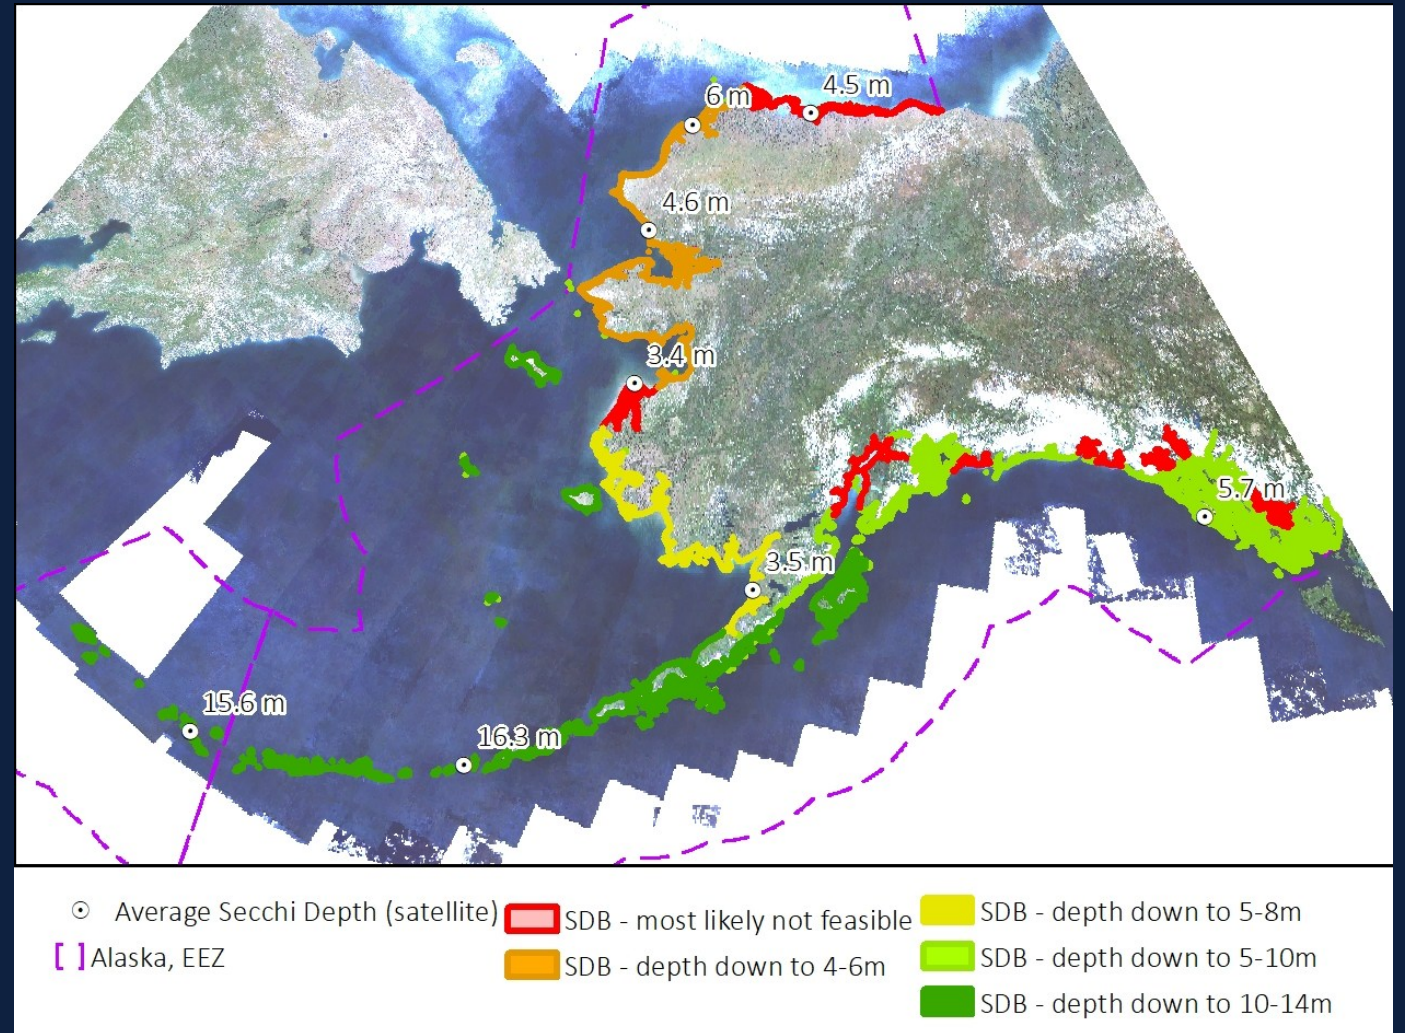 6 m
4.5 m
4.6 m
3.4 m
5.7 m
3.5 m
15.6 m
16.3 m
Average Secchi Depth (satellite)
Alaska, EEZ
SDB - most likely not feasible
SDB - depth down to 4-6m
SDB - depth down to 5-8m
SDB - depth down to 5-10m
SDB - depth down to 10-14m